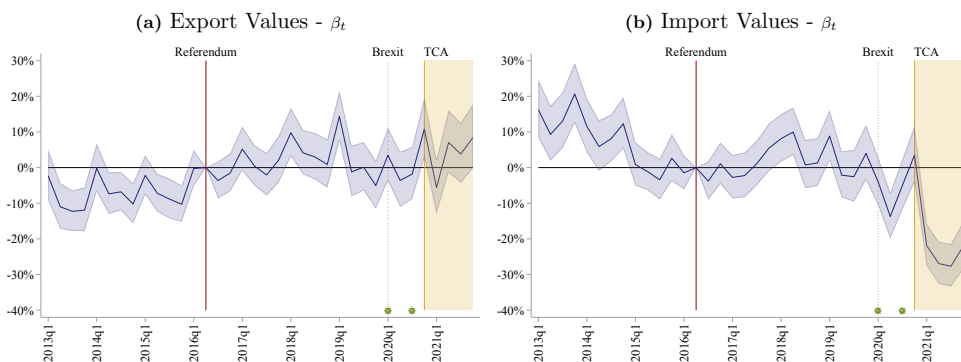 (a) Export Values - βt
Referendum
Brexit
TCA
30%
20%
10%
0%
-10%
-20%
-30%
-40%
2013q1
2014q1
2015q1
2016q1
2017q1
2018q1
2019q1
2020q1
2021q1
(b) Import Values - βt
Referendum
Brexit
TCA
30%
20%
10%
0%
-10%
-20%
-30%
-40%
2013q1
2014q1
2015q1
2016q1
2017q1
2018q1
2019q1
2020q1
2021q1